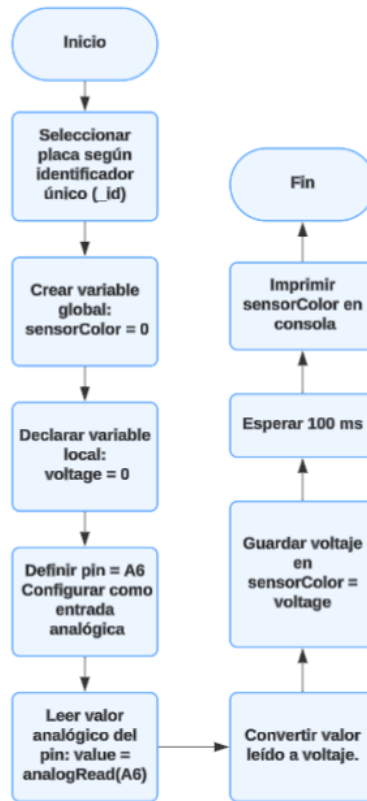 Inicio
Seleccionar
placa según
identificador
único (_id)
Crear variable
global:
sensorColor = 0
Declarar variable
local:
voltage = 0
Definir pin = A6
Configurar como
entrada
analógica
Leer valor
analógico del
pin: value =
analogRead(A6)
Convertir valor
leído a voltaje.
Guardar voltaje
en
sensorColor =
voltage
Esperar 100 ms
Imprimir
sensorColor en
consola
Fin